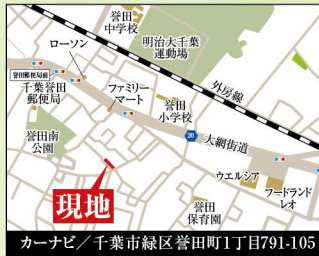 誉田
中学校
ローソン
明治大千葉
運動場
誉田郵便局前
千葉誉田
郵便局
ファミリー
マート
外房線
誉田
小学校
誉田南
公園
20
大網街道
ウエルシア
フードランド
レオ
現地
誉田
保育園
カーナビ/千葉市緑区誉田町1丁目791-105